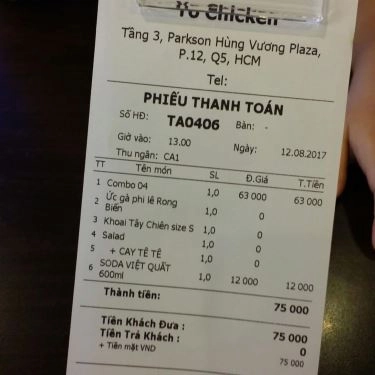 Yo Chicken
Tầng 3, Parkson Hùng Vương Plaza,
P.12, Q5, HCM
Tel:
PHIẾU THANH TOÁN
Số HĐ: TA0406 Bàn: -
Giờ vào: 13.00 Ngày: 12.08.2017
Thu ngân: CA1
TT Tên món SL Đ.Giá T.Tiền
1 Combo 04 1,0 63 000 63 000
2 Ức gà phi lê Rong
Biển 1,0 0
3 Khoai Tây Chiên size S 1,0 0
4 Salad 1,0 0
5 + CAY TÊ TÊ 0
6 SODA VIỆT QUẤT
600ml 1,0 12 000 12 000
Thành tiền: 75 000
Tiền Khách Đưa : 75 000
Tiền Trả Khách : 0
+ Tiền mặt VND 75 000